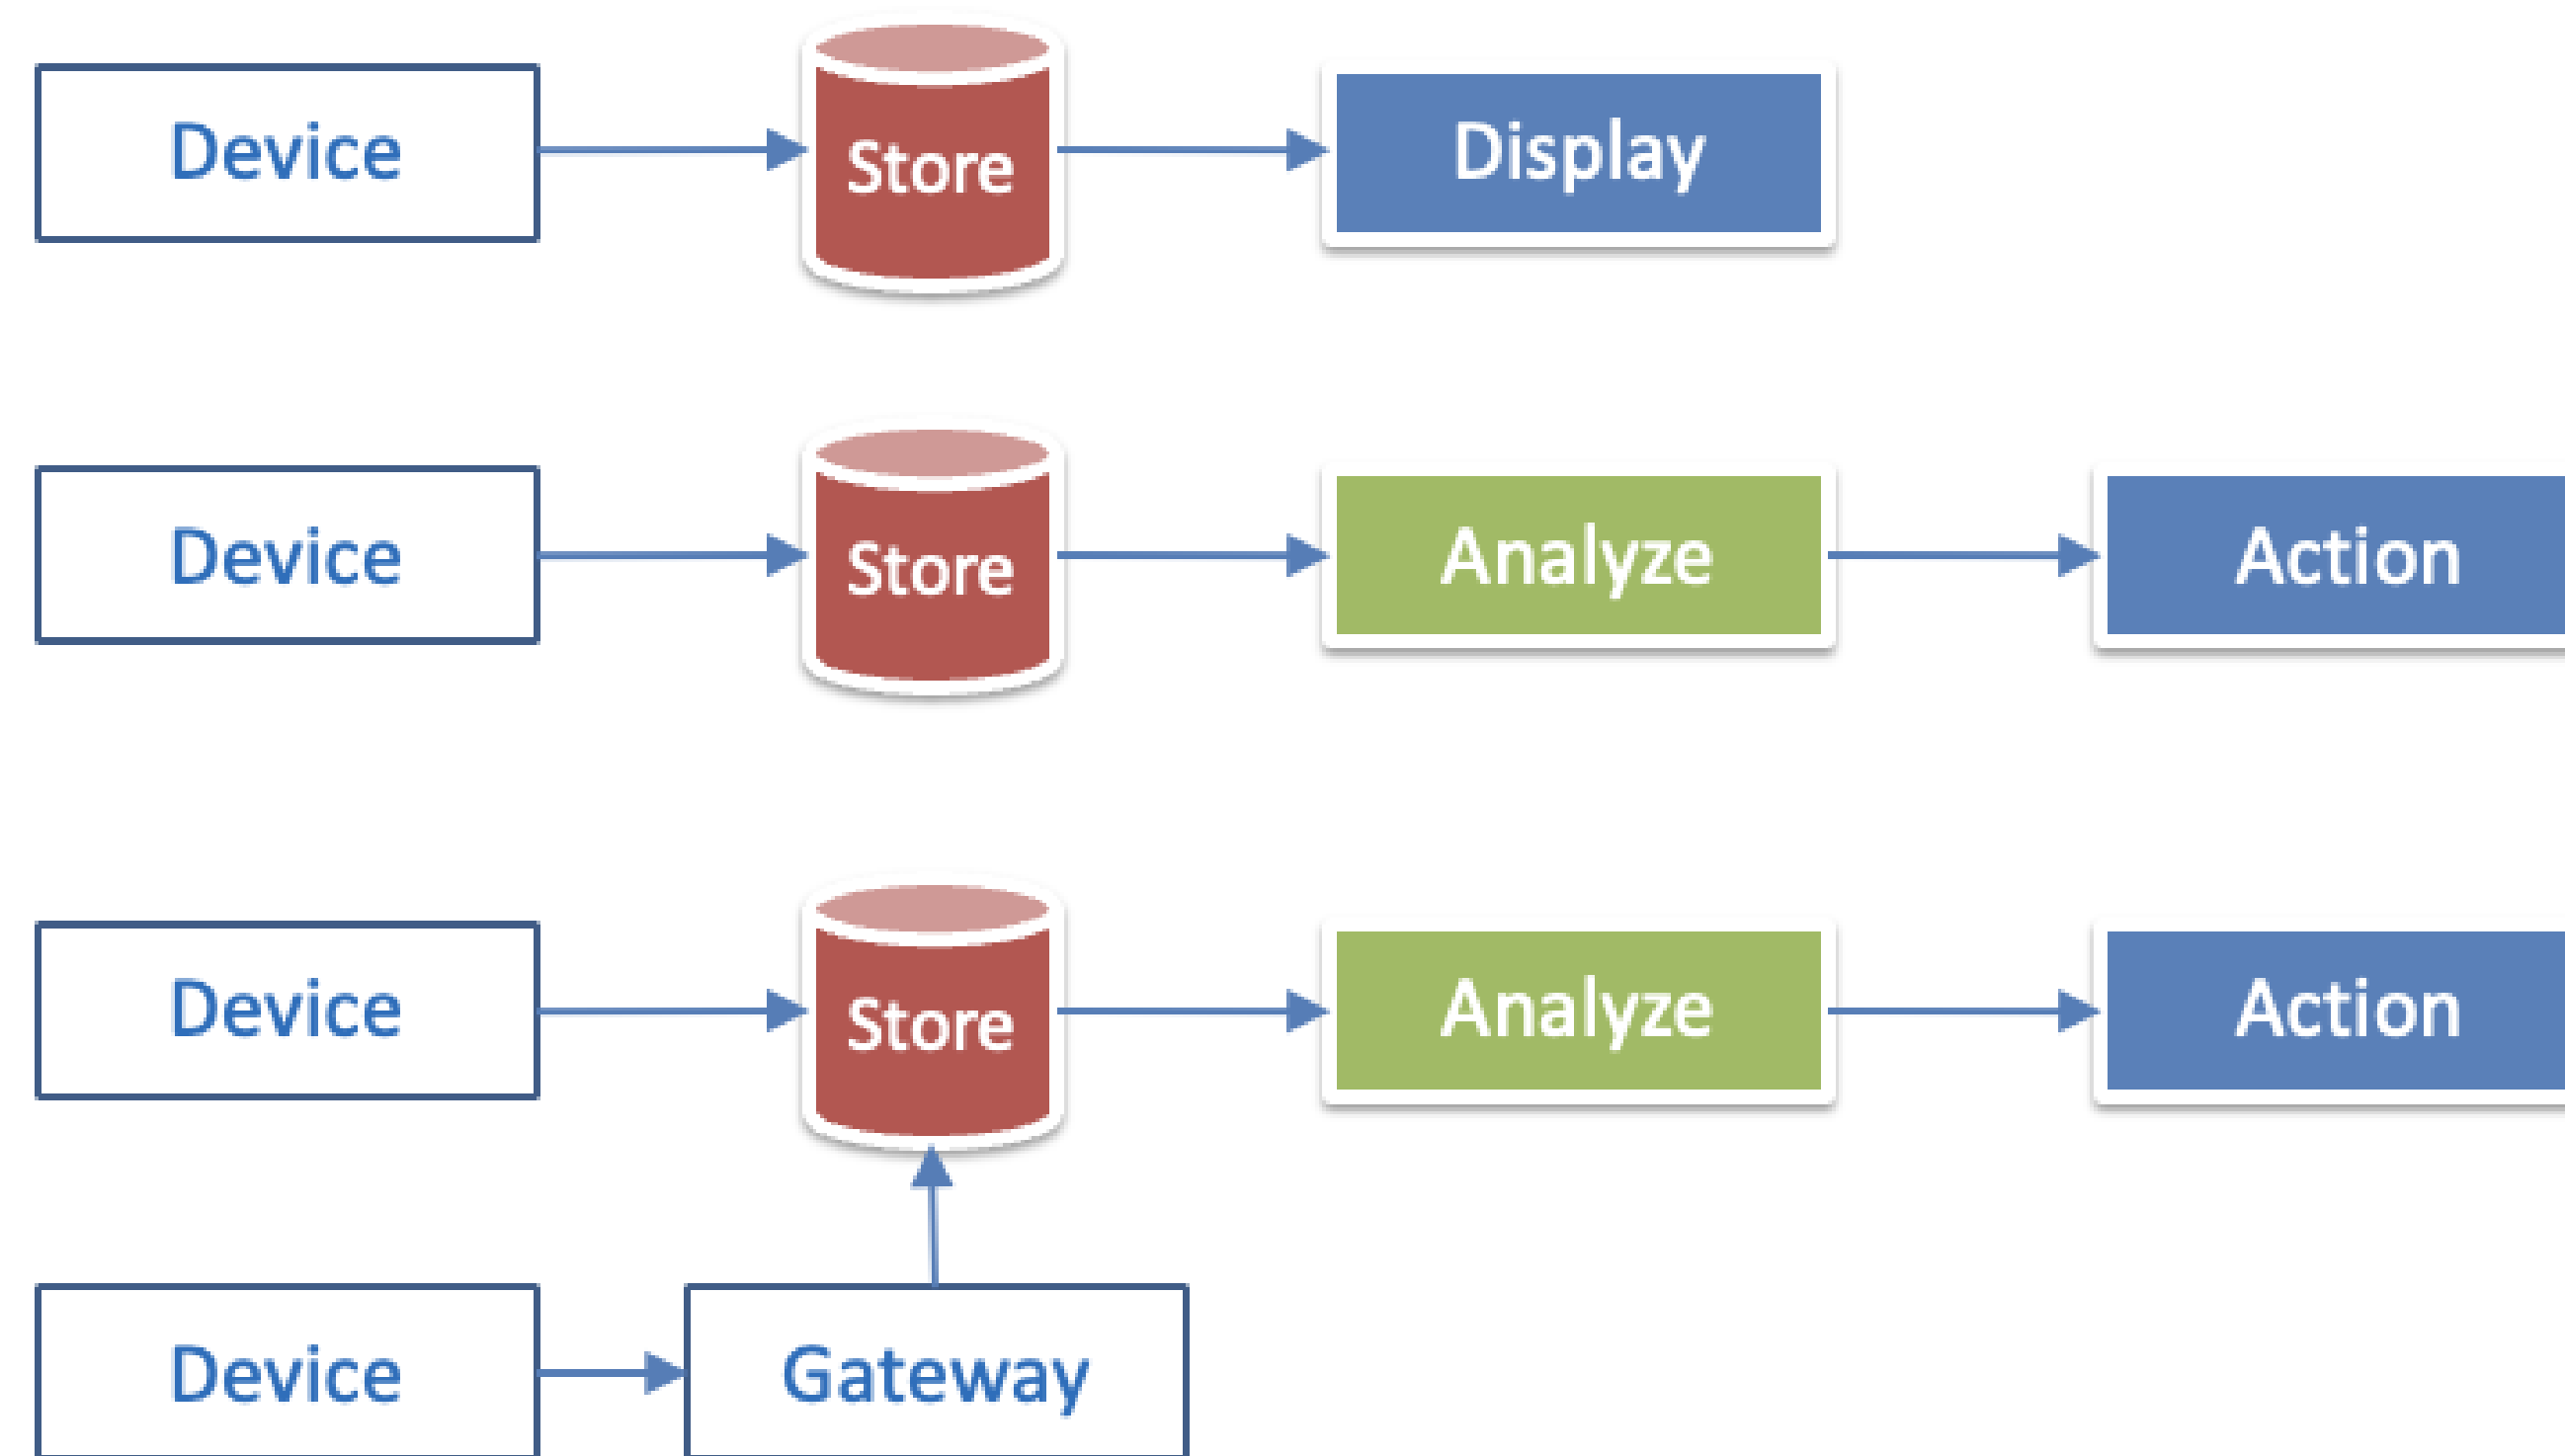 Device
Store
Display
Device
Store
Analyze
Action
Device
Store
Analyze
Action
Device
Gateway